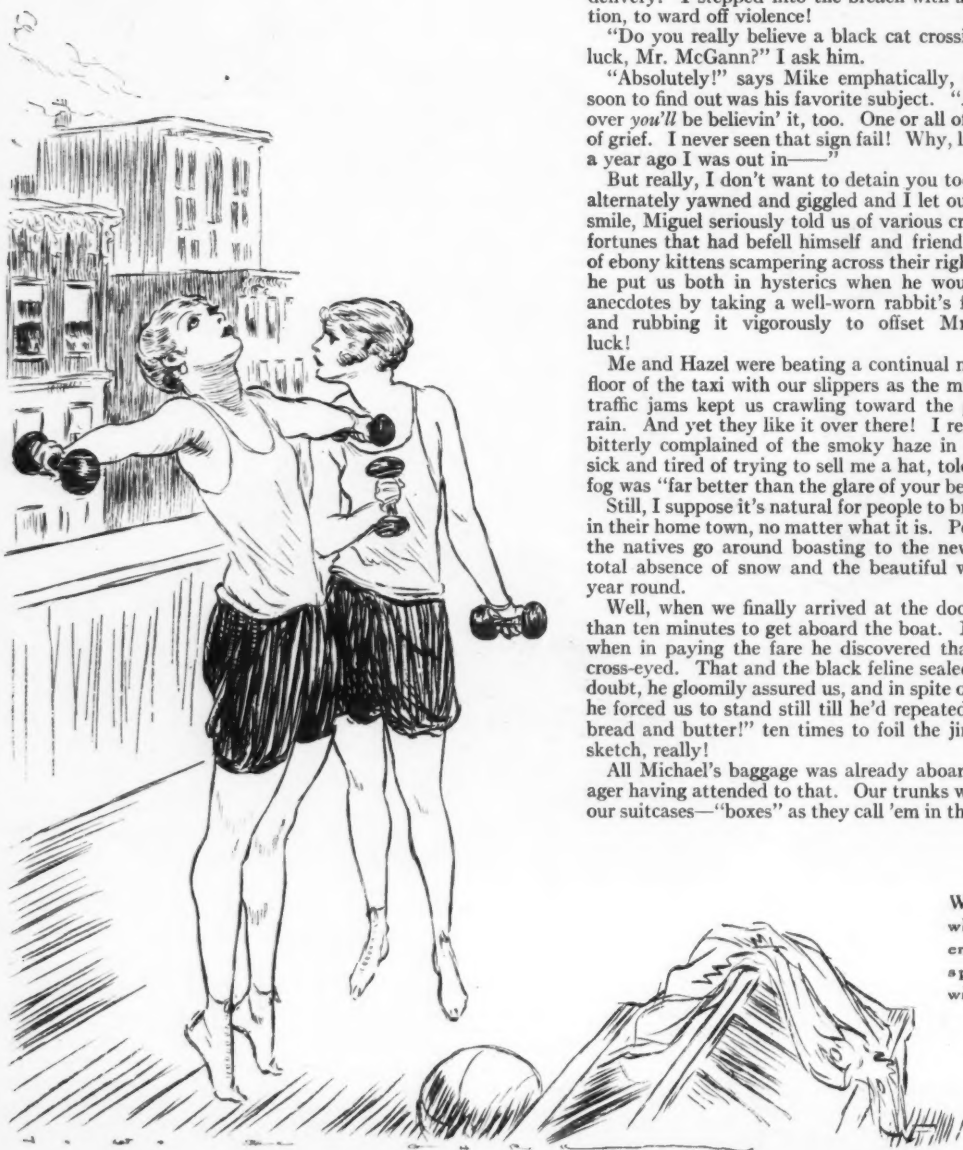 tion, to ward off violence!
"Do you really believe a black cat crossi
luck, Mr. McGann?" I ask him.
"Absolutely!" says Mike emphatically,
soon to find out was his favorite subject. "
over you'll be believin' it, too. One or all of
of grief. I never seen that sign fail! Why, l
a year ago I was out in——"
But really, I don't want to detain you to
alternately yawned and giggled and I let ou
smile, Miguel seriously told us of various cr
fortunes that had befell himself and friend
of ebony kittens scampering across their righ
he put us both in hysterics when he wou
anecdotes by taking a well-worn rabbit's f
and rubbing it vigorously to offset Mr
luck!
Me and Hazel were beating a continual r
floor of the taxi with our slippers as the m
traffic jams kept us crawling toward the
rain. And yet they like it over there! I re
bitterly complained of the smoky haze in
sick and tired of trying to sell me a hat, told
fog was "far better than the glare of your be
Still, I suppose it's natural for people to br
in their home town, no matter what it is. Pe
the natives go around boasting to the new
total absence of snow and the beautiful w
year round.
Well, when we finally arrived at the doc
than ten minutes to get aboard the boat.
when in paying the fare he discovered tha
cross-eyed. That and the black feline sealed
doubt, he gloomily assured us, and in spite o
he forced us to stand still till he'd repeated
bread and butter!" ten times to foil the ji
sketch, really!
All Michael's baggage was already aboar
ager having attended to that. Our trunks w
our suitcases—"boxes" as they call 'em in th
W
wi
er
sp
w